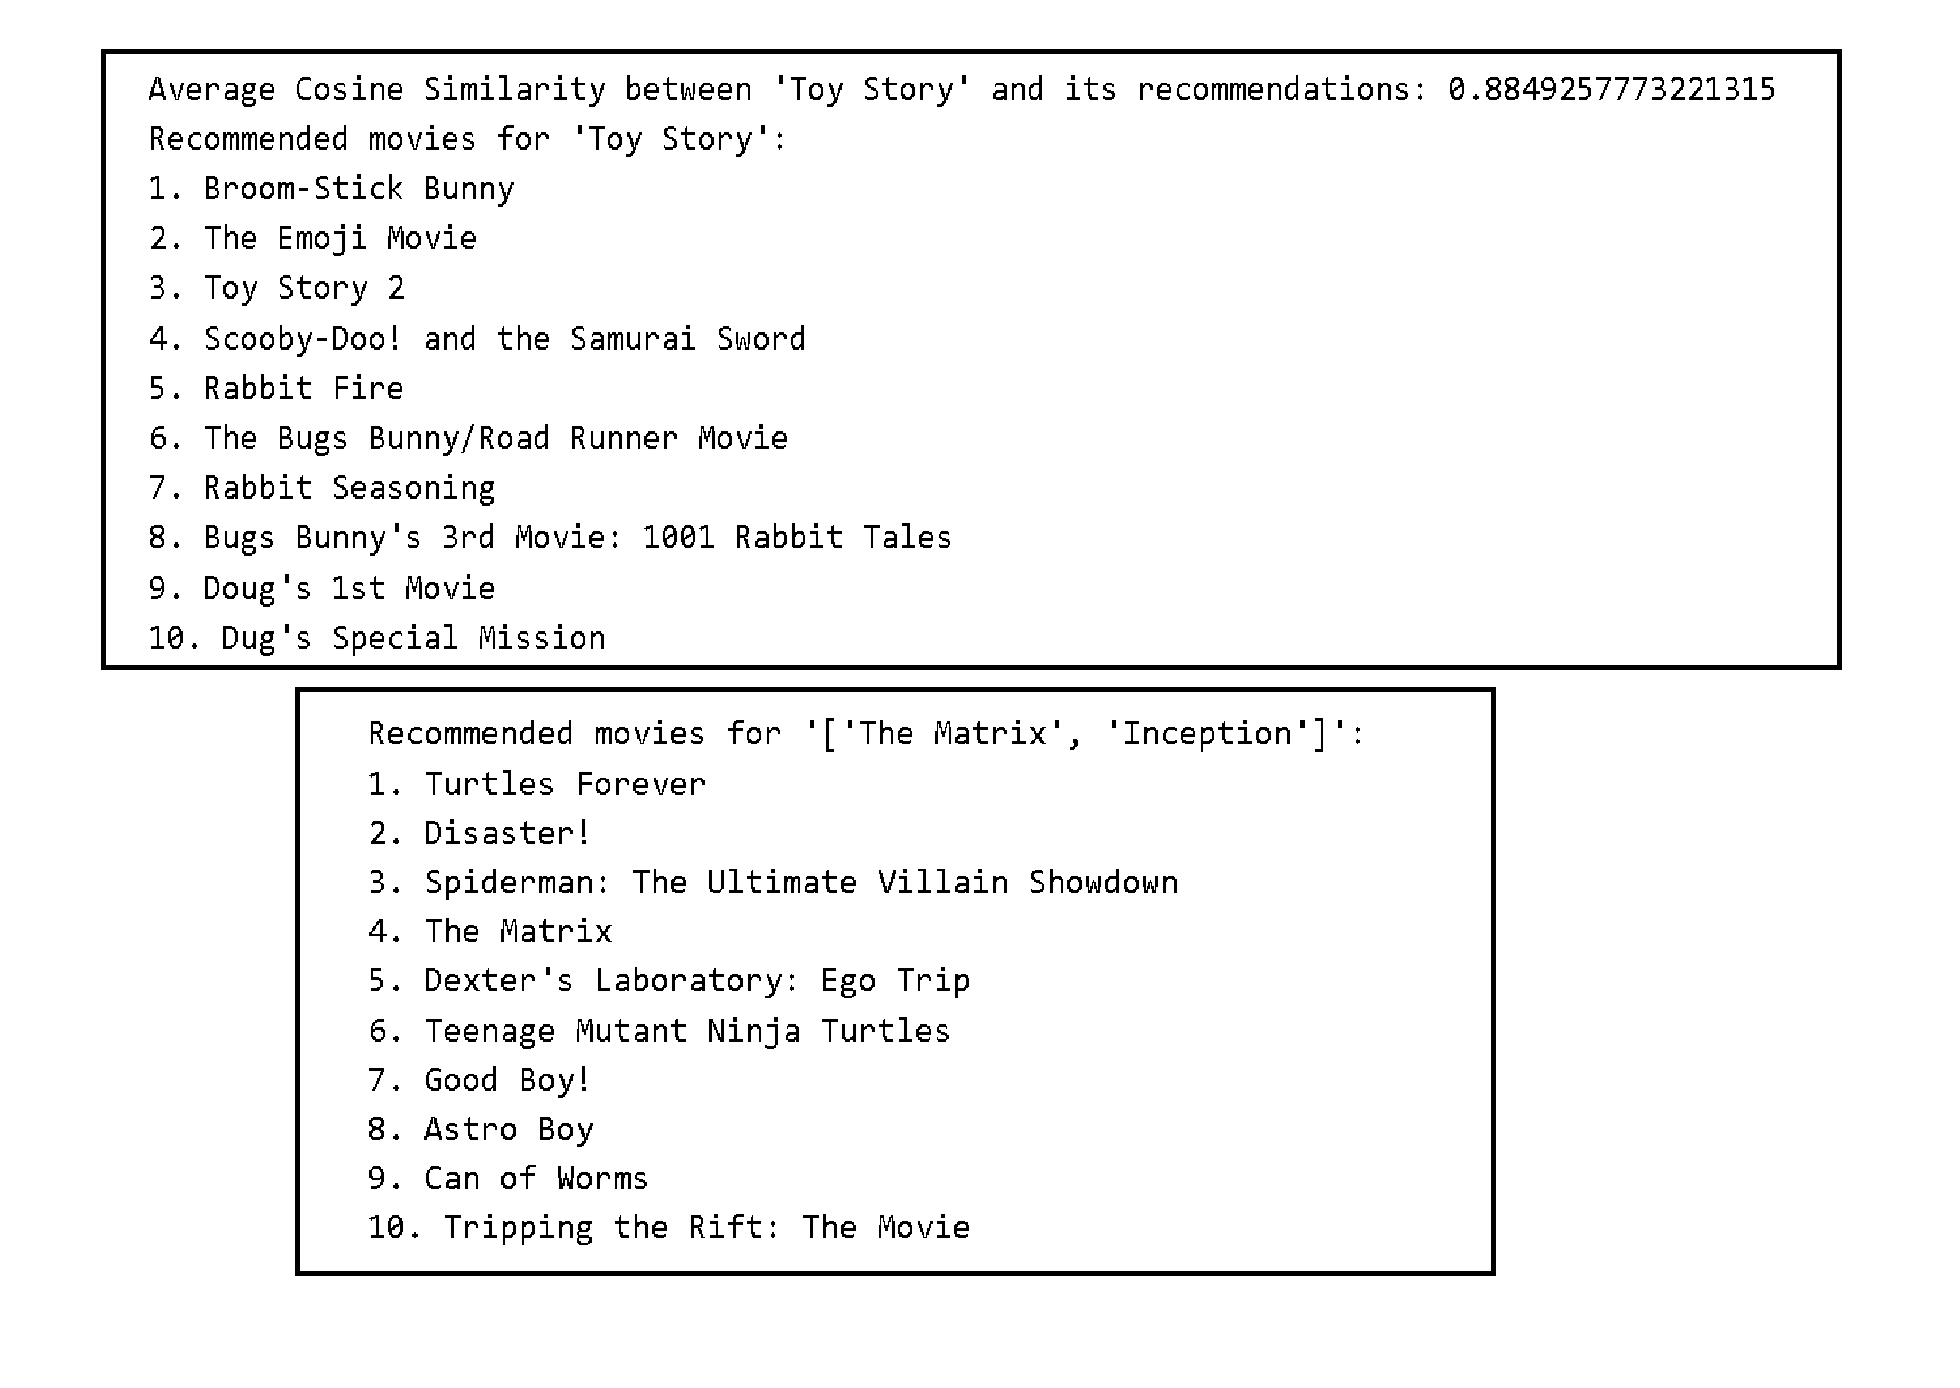 Average Cosine Similarity between 'Toy Story' and its recommendations: 0.8849257773221315
Recommended movies for 'Toy Story':
1. Broom-Stick Bunny
2. The Emoji Movie
3. Toy Story 2
4. Scooby-Doo! and the Samurai Sword
5. Rabbit Fire
6. The Bugs Bunny/Road Runner Movie
7. Rabbit Seasoning
8. Bugs Bunny's 3rd Movie: 1001 Rabbit Tales
9. Doug's 1st Movie
10. Dug's Special Mission
Recommended movies for '['The Matrix', 'Inception']':
1. Turtles Forever
2. Disaster!
3. Spiderman: The Ultimate Villain Showdown
4. The Matrix
5. Dexter's Laboratory: Ego Trip
6. Teenage Mutant Ninja Turtles
7. Good Boy!
8. Astro Boy
9. Can of Worms
10. Tripping the Rift: The Movie